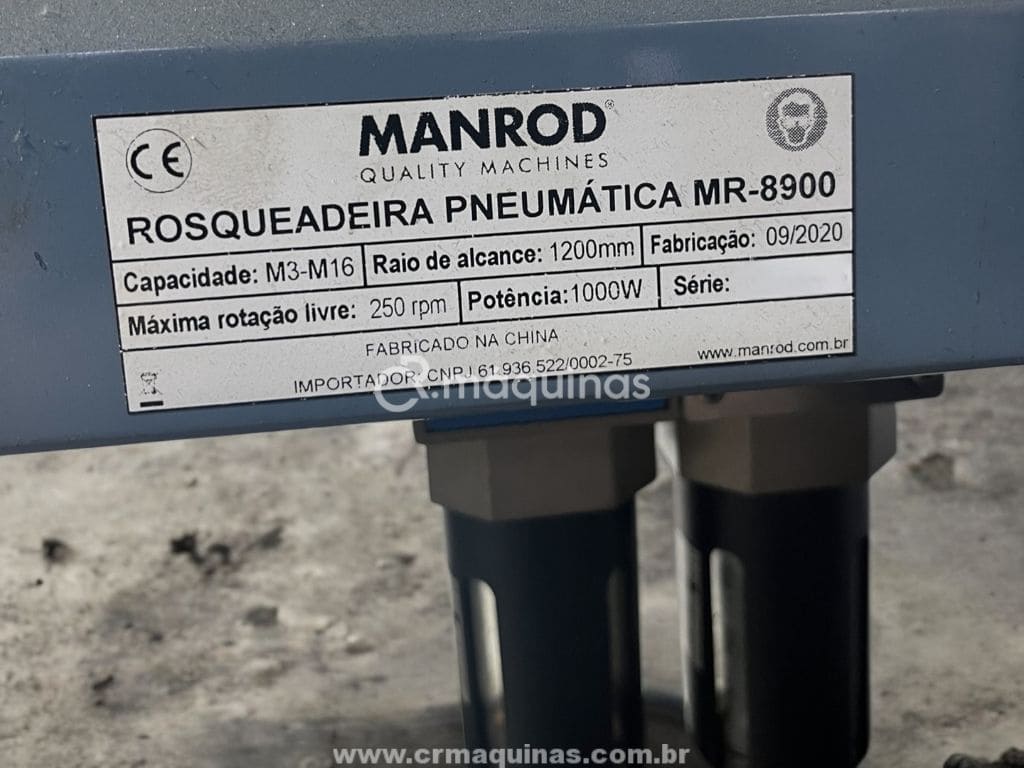 CE
MANROD®
QUALITY MACHINES
ROSQUEADEIRA PNEUMÁTICA MR-8900
Capacidade: M3-M16 Raio de alcance: 1200mm Fabricação: 09/2020
Máxima rotação livre: 250 rpm Potência:1000W Série:
FABRICADO NA CHINA
IMPORTADOR: CNPJ 61.936.522/0002-75 www.manrod.com.br
CR.máquinas
www.crmaquinas.com.br